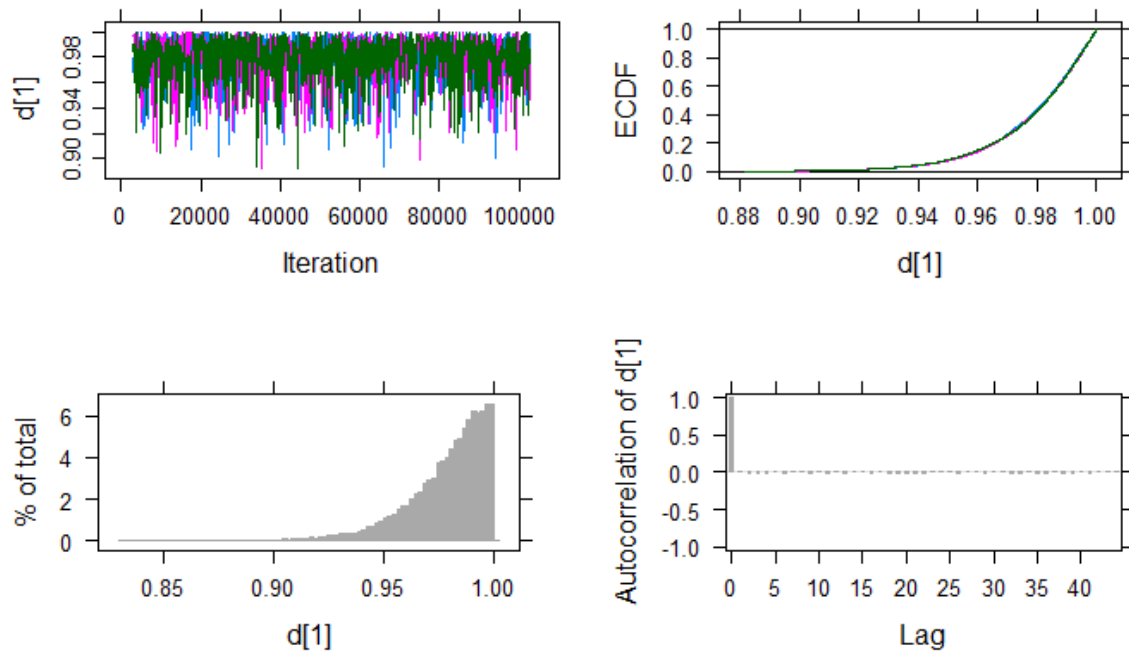 d[1]
0.90 0.94 0.98
0 20000 40000 60000 80000 100000
Iteration
ECDF
1.0
0.8
0.6
0.4
0.2
0.0
0.88 0.90 0.92 0.94 0.96 0.98 1.00
d[1]
% of total
6
4
2
0
0.85 0.90 0.95 1.00
d[1]
Autocorrelation of d[1]
1.0
0.5
0.0
-0.5
-1.0
0 5 10 15 20 25 30 35 40
Lag